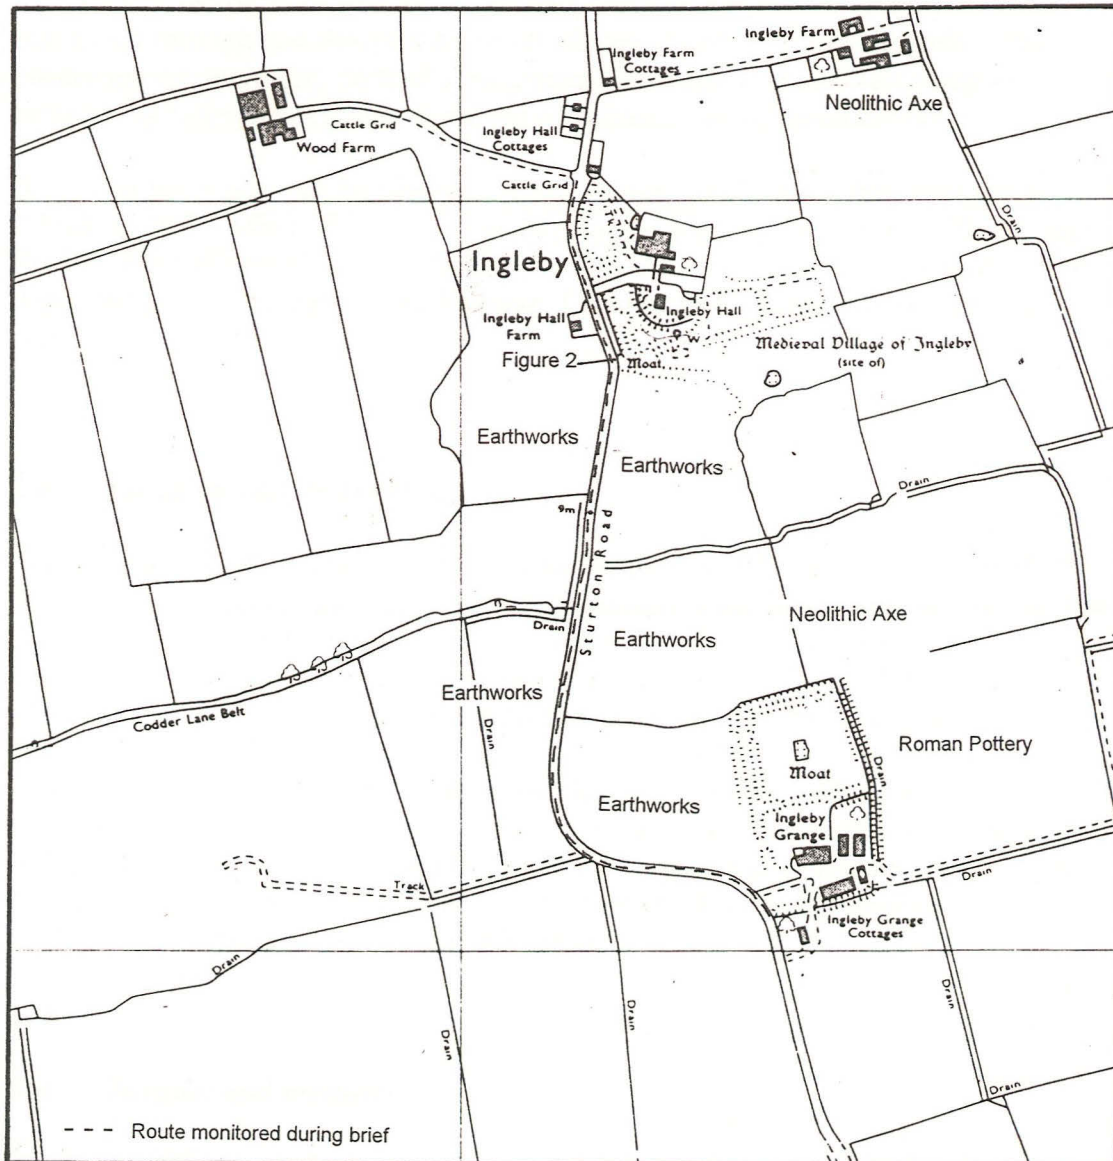 Ingleby Farm
Ingleby Farm
Cottages
Neolithic Axe
Cattle Grid
Wood Farm
Ingleby Hall
Cottages
Cattle Grid
Drain
Ingleby
Ingleby Hall
Ingleby Hall
Farm
W
Medieval Village of Ingleby
(site of)
Figure 2
Moat
Earthworks
Earthworks
Drain
9m
Sturton Road
Neolithic Axe
Drain
Earthworks
Earthworks
Codder Lane Belt
Drain
Roman Pottery
Moat
Drain
Earthworks
Ingleby
Grange
Track
Drain
Ingleby Grange
Cottages
Drain
Drain
Drain
Drain
Drain
Route monitored during brief